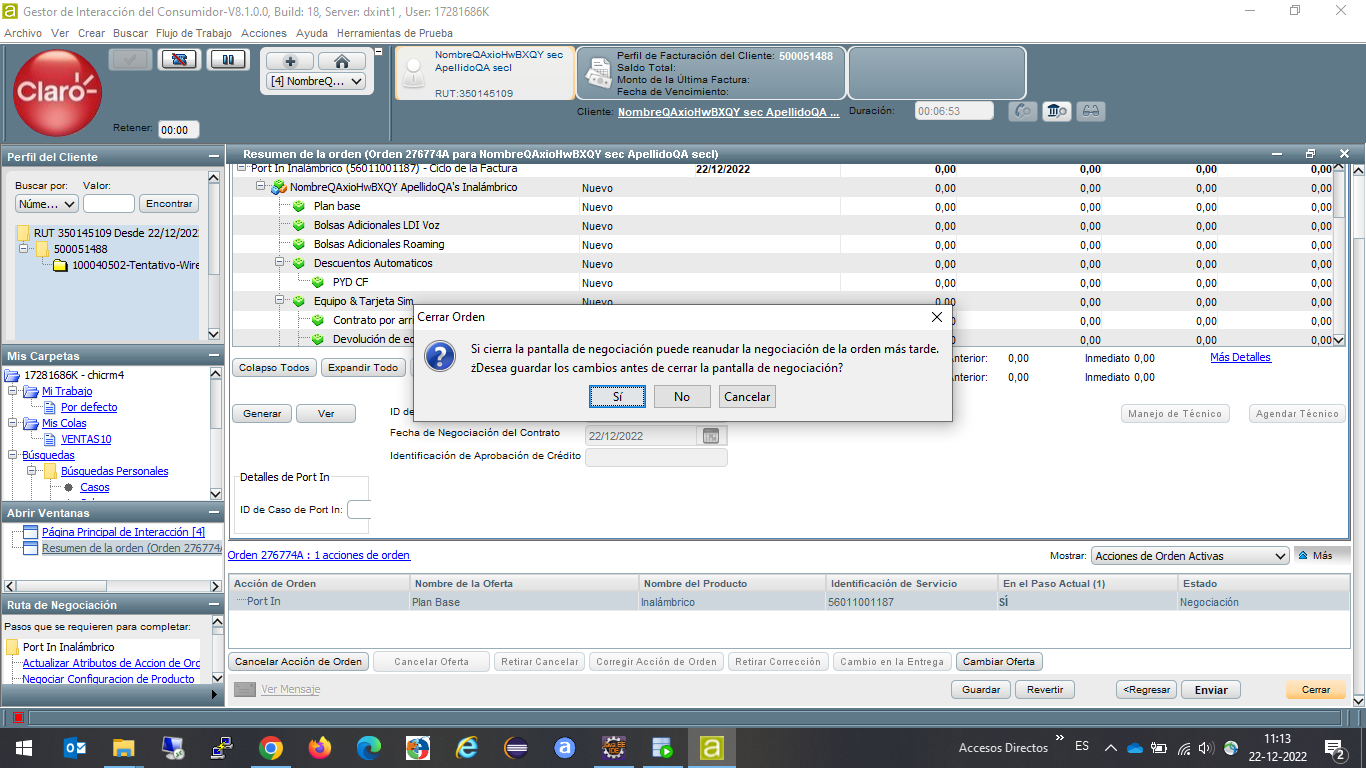 Gestor de Interacción del Consumidor-V8.1.0.0, Build: 18, Server: dxint1 , User: 17281686K
Archivo Ver Crear Buscar Flujo de Trabajo Acciones Ayuda Herramientas de Prueba
Claro
Retener: 00:00
[4] NombreQ...
NombreQAxioHwBXQY sec
ApellidoQA secI
RUT:350145109
Perfil de Facturación del Cliente: 500051488
Saldo Total:
Monto de la Última Factura:
Fecha de Vencimiento:
Cliente: NombreQAxioHwBXQY sec ApellidoQA ...
Duración: 00:06:53
Perfil del Cliente
Buscar por: Valor:
Núme... Encontrar
RUT 350145109 Desde 22/12/202
500051488
100040502-Tentativo-Wire
Mis Carpetas
17281686K - chicrm4
Mi Trabajo
Por defecto
Mis Colas
VENTAS10
Búsquedas
Búsquedas Personales
Casos
Abrir Ventanas
Página Principal de Interacción [4]
Resumen de la orden (Orden 276774A
Ruta de Negociación
Pasos que se requieren para completar:
Port In Inalámbrico
Actualizar Atributos de Accion de Ord
Negociar Configuracion de Producto
Resumen de la orden (Orden 276774A para NombreQAxioHwBXQY sec ApellidoQA secI)
Port In Inalámbrico (56011001187) - Ciclo de la Factura 22/12/2022 0,00 0,00 0,00 0,00
NombreQAxioHwBXQY ApellidoQA's Inalámbrico Nuevo 0,00 0,00 0,00 0,00
Plan base Nuevo 0,00 0,00 0,00 0,00
Bolsas Adicionales LDI Voz Nuevo 0,00 0,00 0,00 0,00
Bolsas Adicionales Roaming Nuevo 0,00 0,00 0,00 0,00
Descuentos Automaticos Nuevo 0,00 0,00 0,00 0,00
PYD CF Nuevo 0,00 0,00 0,00 0,00
Equipo & Tarjeta Sim Nuevo 0,00 0,00 0,00 0,00
Contrato por arr 0,00 0,00 0,00
Devolución de ec 0,00 0,00 0,00
Cerrar Orden
Si cierra la pantalla de negociación puede reanudar la negociación de la orden más tarde.
żDesea guardar los cambios antes de cerrar la pantalla de negociación?
Sí No Cancelar
Colapso Todos Expandir Todo
Anterior: 0,00 Inmediato 0,00 Más Detalles
Anterior: 0,00 Inmediato 0,00
Generar Ver ID de Manejo de Técnico Agendar Técnico
Fecha de Negociación del Contrato 22/12/2022
Identificación de Aprobación de Crédito
Detalles de Port In
ID de Caso de Port In:
Orden 276774A : 1 acciones de orden
Mostrar: Acciones de Orden Activas Más
Acción de Orden Nombre de la Oferta Nombre del Producto Identificación de Servicio En el Paso Actual (1) Estado
Port In Plan Base Inalámbrico 56011001187 SÍ Negociación
Cancelar Acción de Orden Cancelar Oferta Retirar Cancelar Corregir Acción de Orden Retirar Corrección Cambio en la Entrega Cambiar Oferta
Ver Mensaje Guardar Revertir <Regresar Enviar Cerrar
Accesos Directos ES 11:13
22-12-2022 2